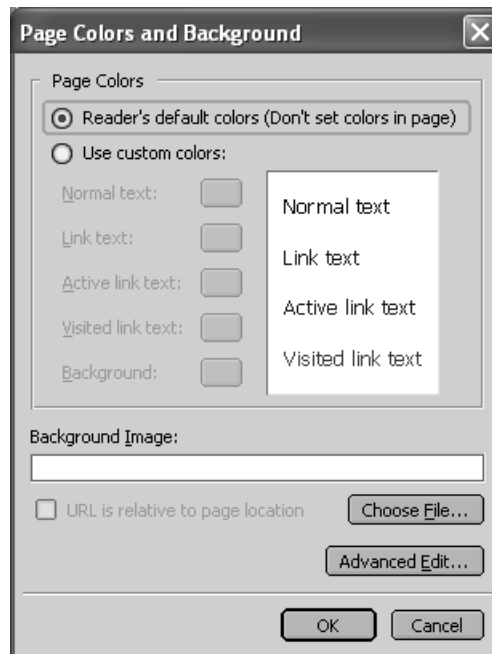 Page Colors and Background
Page Colors
Reader's default colors (Don't set colors in page)
Use custom colors:
Normal text:
Link text:
Active link text:
Visited link text:
Background:
Normal text
Link text
Active link text
Visited link text
Background Image:
URL is relative to page location
Choose File...
Advanced Edit...
OK
Cancel